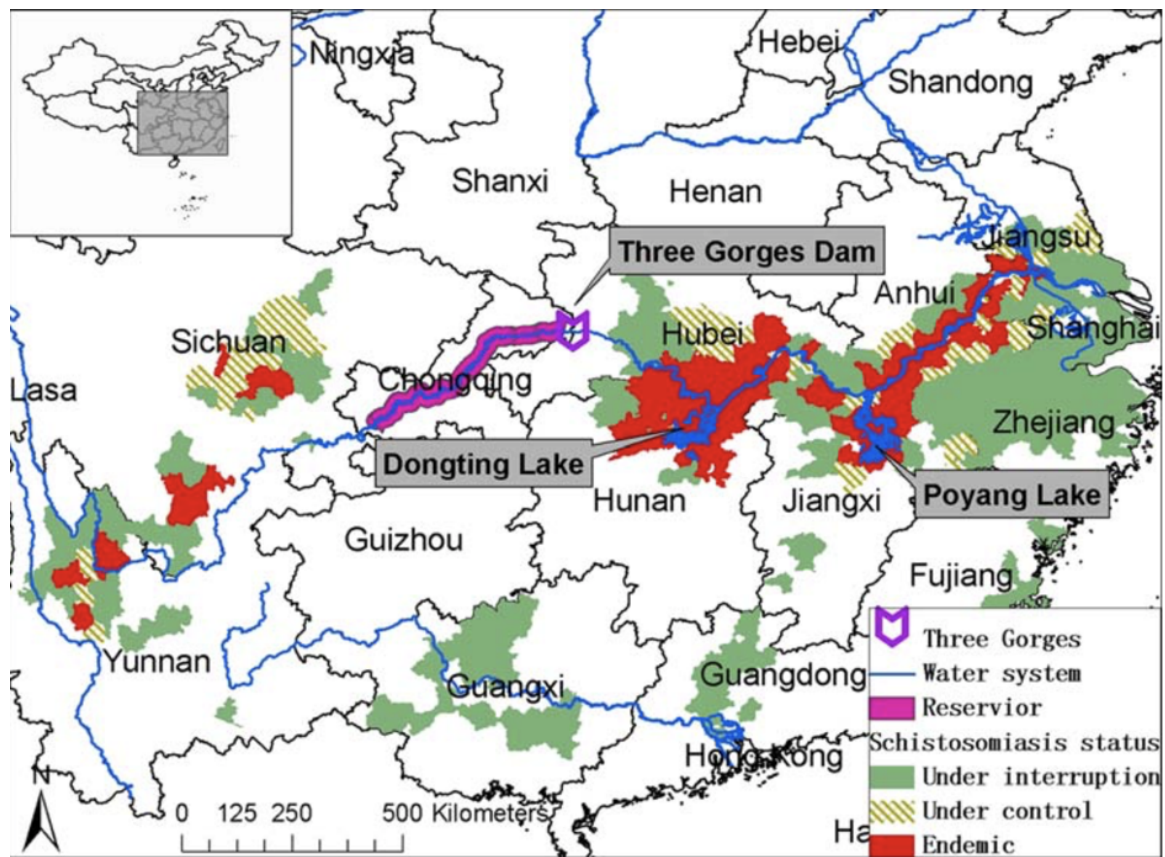 Ningxia
Hebei
Shandong
Shanxi
Henan
Three Gorges Dam
Jiangsu
Anhui
Hubei
Shanghai
Sichuan
Chongqing
Lasa
Zhejiang
Dongting Lake
Poyang Lake
Hunan
Jiangxi
Guizhou
Fujiang
Yunnan
Guangxi
Guangdong
Hong Kong
Ha
N
0 125 250 500 Kilometers
Three Gorges
Water system
Reservior
Schistosomiasis status
Under interruption
Under control
Endemic